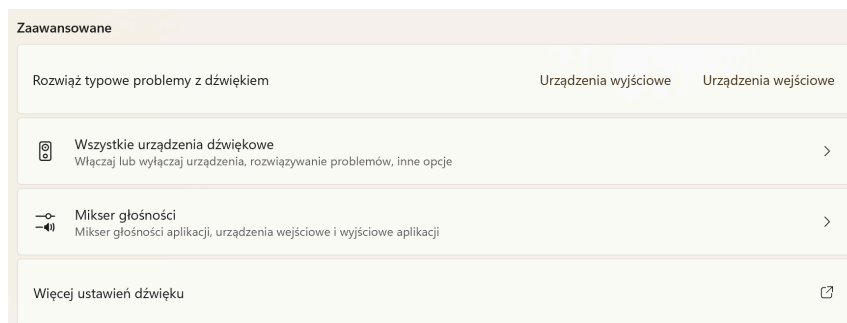 Zaawansowane
Rozwiąż typowe problemy z dźwiękiem Urządzenia wyjściowe Urządzenia wejściowe
Wszystkie urządzenia dźwiękowe
Włączaj lub wyłączaj urządzenia, rozwiązywanie problemów, inne opcje
Mikser głośności
Mikser głośności aplikacji, urządzenia wejściowe i wyjściowe aplikacji
Więcej ustawień dźwięku